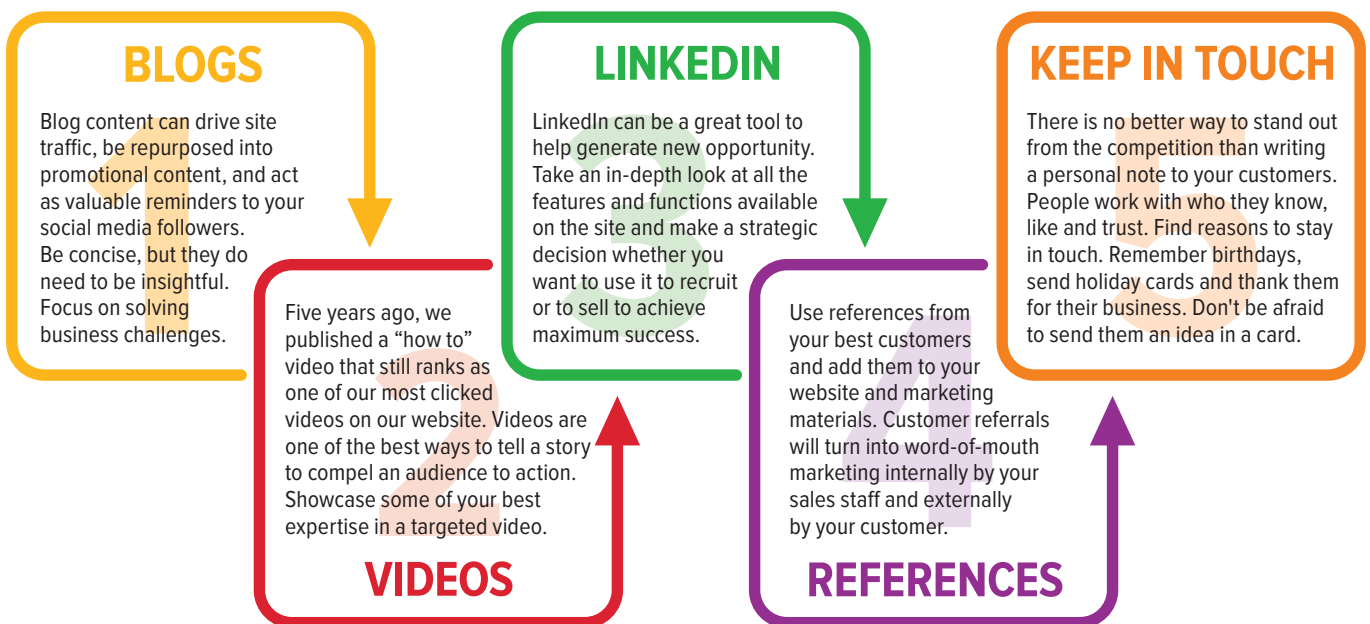 BLOGS
1
Blog content can drive site
traffic, be repurposed into
promotional content, and act
as valuable reminders to your
social media followers.
Be concise, but they do
need to be insightful.
Focus on solving
business challenges.
2
Five years ago, we
published a “how to”
video that still ranks as
one of our most clicked
videos on our website. Videos are
one of the best ways to tell a story
to compel an audience to action.
Showcase some of your best
expertise in a targeted video.
VIDEOS
LINKEDIN
3
LinkedIn can be a great tool to
help generate new opportunity.
Take an in-depth look at all the
features and functions available
on the site and make a strategic
decision whether you
want to use it to recruit
or to sell to achieve
maximum success.
4
Use references from
your best customers
and add them to your
website and marketing
materials. Customer referrals
will turn into word-of-mouth
marketing internally by your
sales staff and externally
by your customer.
REFERENCES
KEEP IN TOUCH
5
There is no better way to stand out
from the competition than writing
a personal note to your customers.
People work with who they know,
like and trust. Find reasons to stay
in touch. Remember birthdays,
send holiday cards and thank them
for their business. Don't be afraid
to send them an idea in a card.